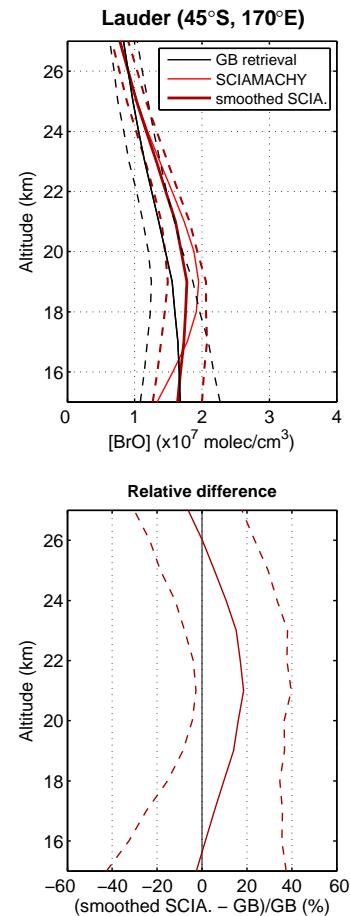 Lauder (45°S, 170°E)
GB retrieval
SCIAMACHY
smoothed SCIA.
Altitude (km)
26
24
22
20
18
16
0 1 2 3 4
[BrO] (x10⁷ molec/cm³)
Relative difference
Altitude (km)
26
24
22
20
18
16
−60 −40 −20 0 20 40 60
(smoothed SCIA. − GB)/GB (%)